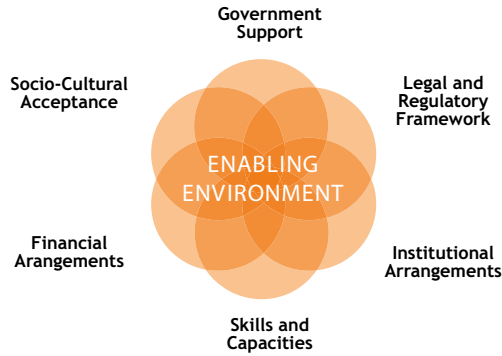 Government
Support
Socio-Cultural
Acceptance
Legal and
Regulatory
Framework
ENABLING
ENVIRONMENT
Financial
Arangements
Institutional
Arrangements
Skills and
Capacities